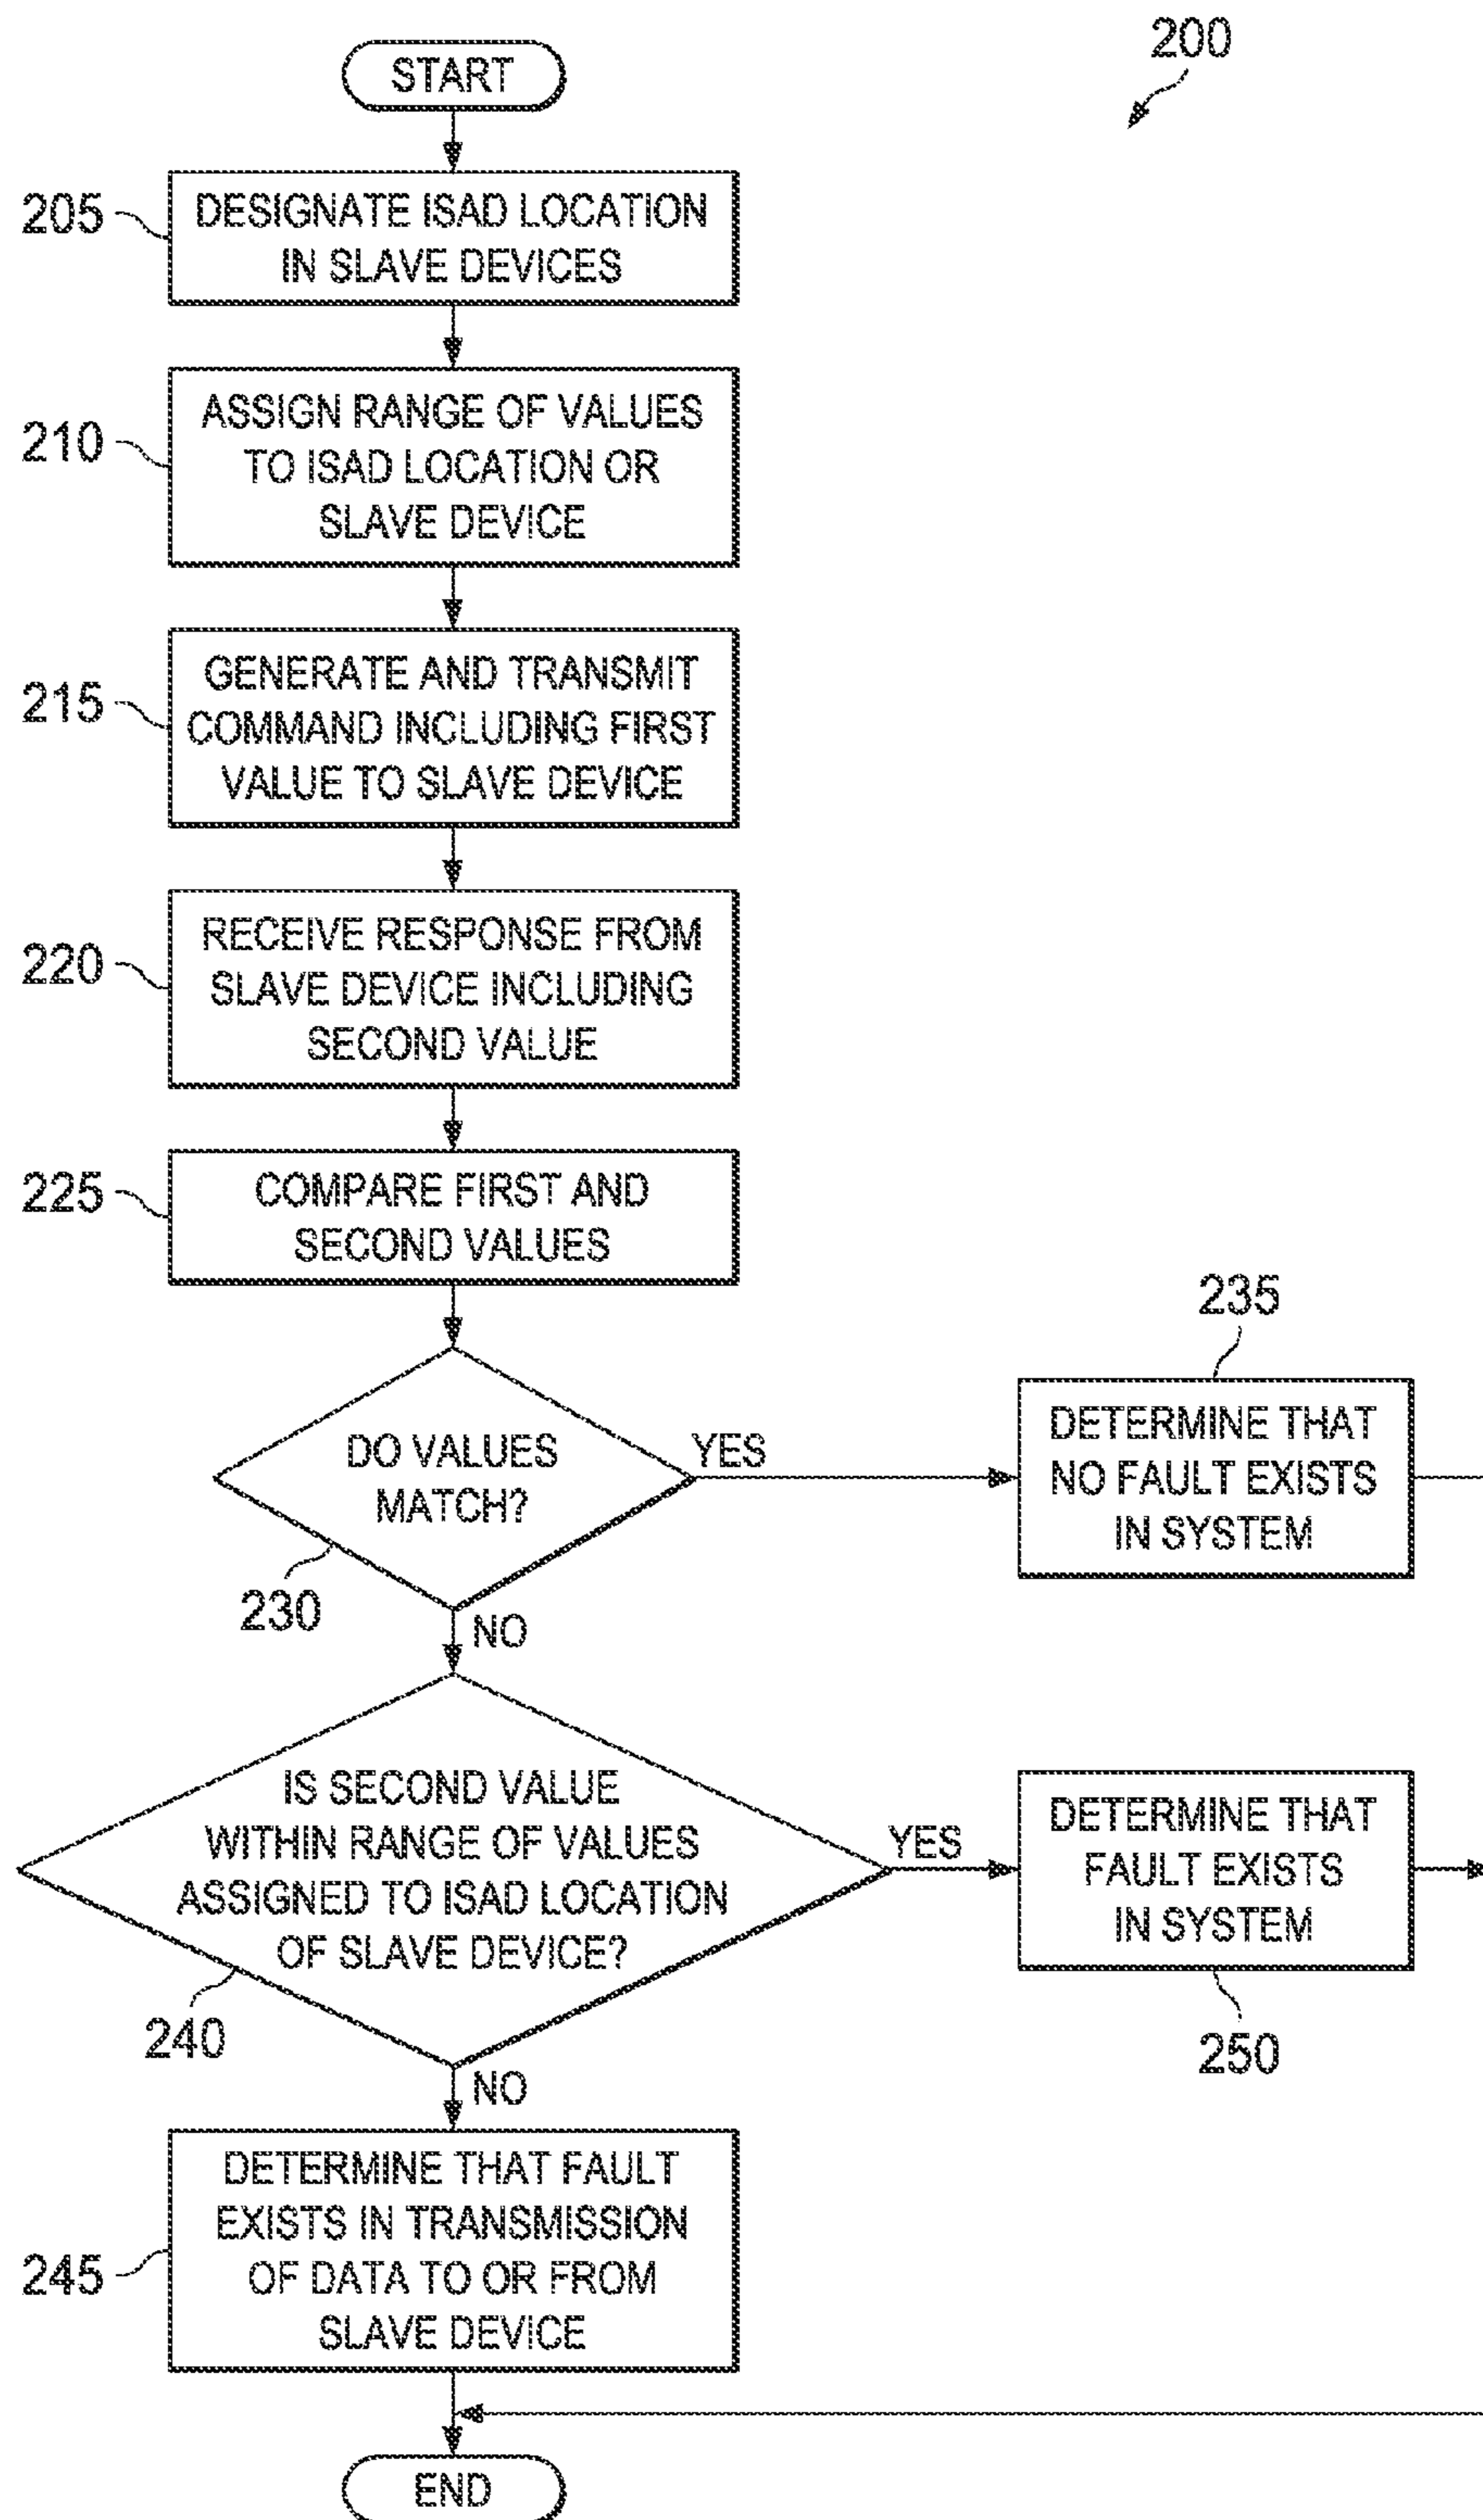 200
START
205
DESIGNATE ISAD LOCATION
IN SLAVE DEVICES
210
ASSIGN RANGE OF VALUES
TO ISAD LOCATION OR
SLAVE DEVICE
215
GENERATE AND TRANSMIT
COMMAND INCLUDING FIRST
VALUE TO SLAVE DEVICE
220
RECEIVE RESPONSE FROM
SLAVE DEVICE INCLUDING
SECOND VALUE
225
COMPARE FIRST AND
SECOND VALUES
DO VALUES
MATCH?
230
YES
235
DETERMINE THAT
NO FAULT EXISTS
IN SYSTEM
NO
IS SECOND VALUE
WITHIN RANGE OF VALUES
ASSIGNED TO ISAD LOCATION
OF SLAVE DEVICE?
240
YES
DETERMINE THAT
FAULT EXISTS
IN SYSTEM
250
NO
245
DETERMINE THAT FAULT
EXISTS IN TRANSMISSION
OF DATA TO OR FROM
SLAVE DEVICE
END